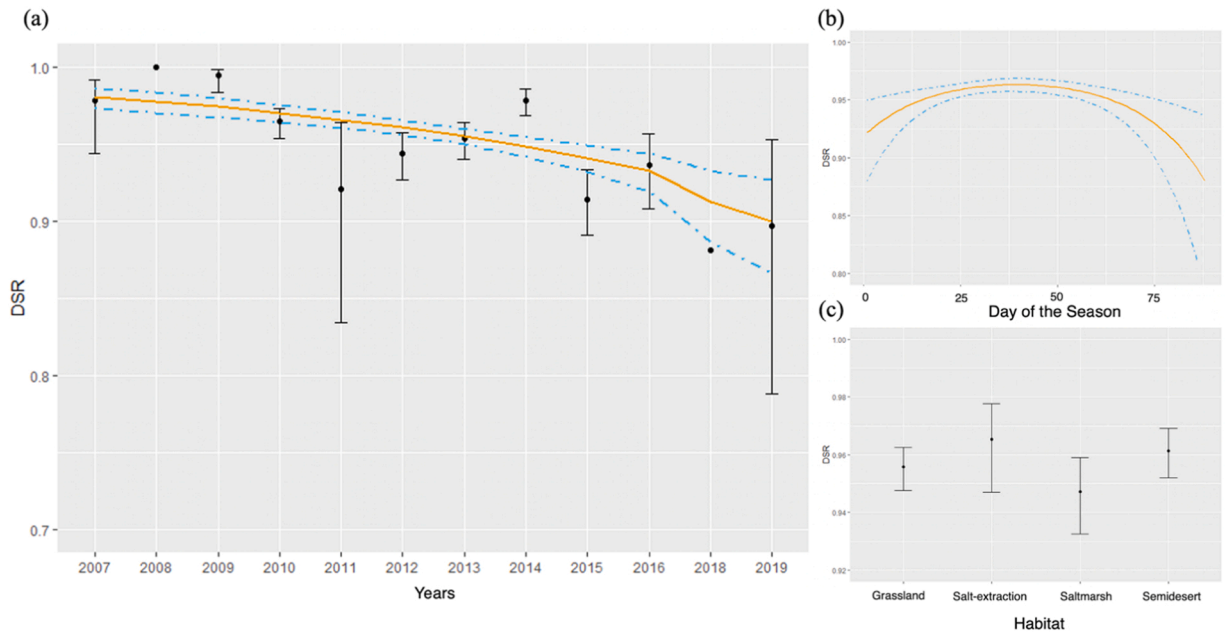 (a)
1.0
0.9
0.8
0.7
DSR
2007 2008 2009 2010 2011 2012 2013 2014 2015 2016 2018 2019
Years
(b)
1.00
0.95
0.90
0.85
0.80
DSR
0 25 50 75
Day of the Season
(c)
1.00
0.98
0.96
0.94
0.92
DSR
Grassland Salt-extraction Saltmarsh Semidesert
Habitat